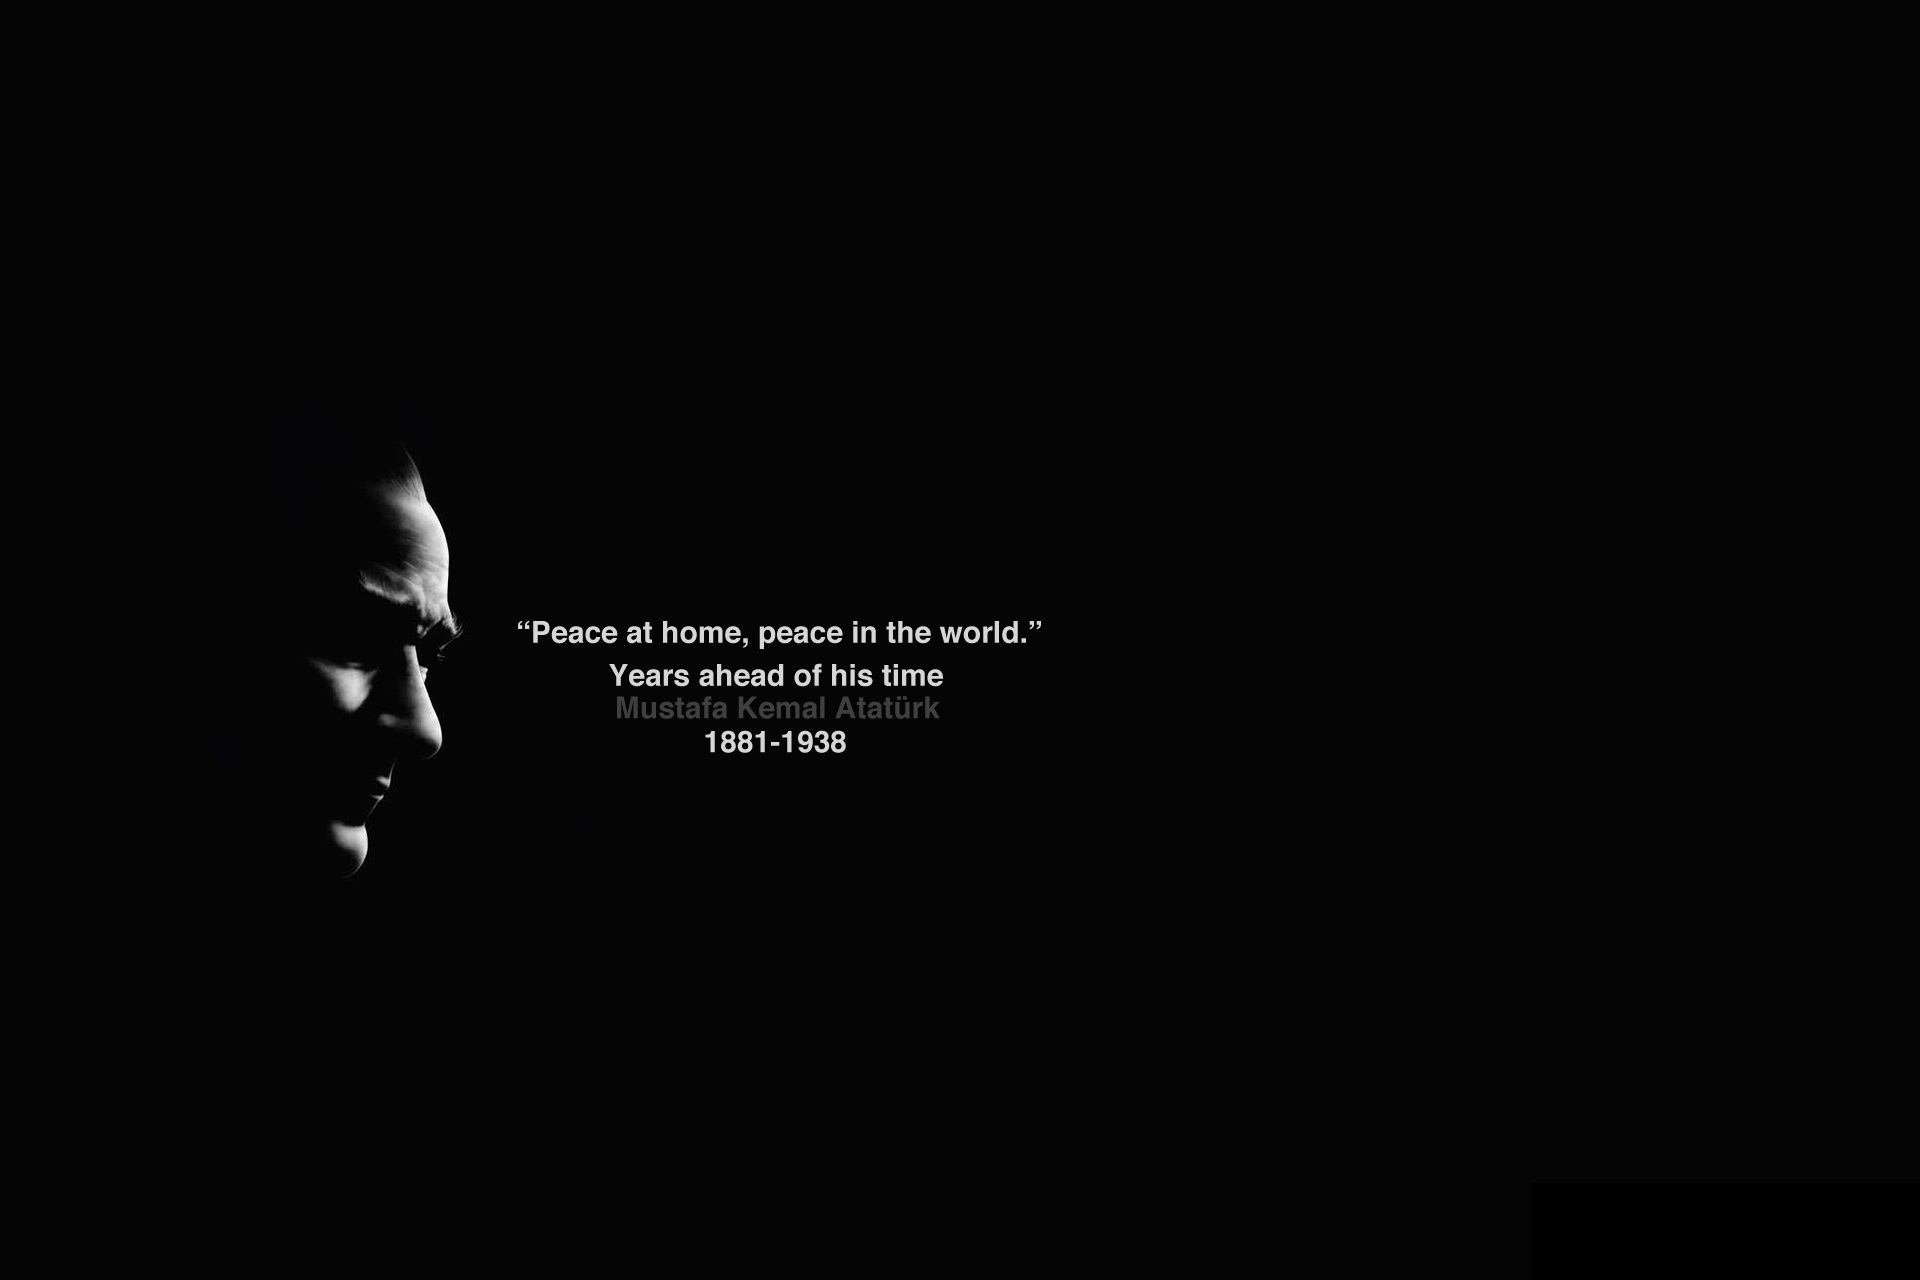 “Peace at home, peace in the world.”
Years ahead of his time
Mustafa Kemal Atatürk
1881-1938